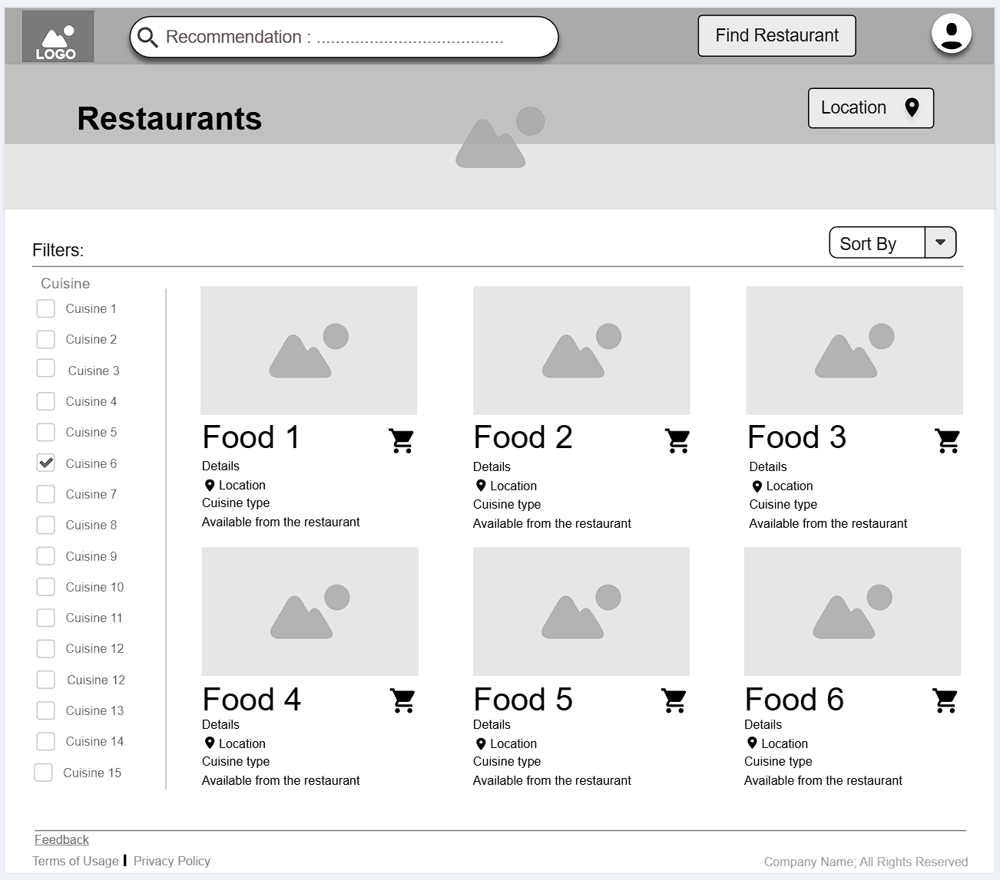 LOGO
Recommendation : .......................................
Find Restaurant
Restaurants
Location
Filters:
Sort By
Cuisine
Cuisine 1
Cuisine 2
Cuisine 3
Cuisine 4
Cuisine 5
Cuisine 6
Cuisine 7
Cuisine 8
Cuisine 9
Cuisine 10
Cuisine 11
Cuisine 12
Cuisine 12
Cuisine 13
Cuisine 14
Cuisine 15
Food 1
Details
Location
Cuisine type
Available from the restaurant
Food 2
Details
Location
Cuisine type
Available from the restaurant
Food 3
Details
Location
Cuisine type
Available from the restaurant
Food 4
Details
Location
Cuisine type
Available from the restaurant
Food 5
Details
Location
Cuisine type
Available from the restaurant
Food 6
Details
Location
Cuisine type
Available from the restaurant
Feedback
Terms of Usage | Privacy Policy
Company Name; All Rights Reserved